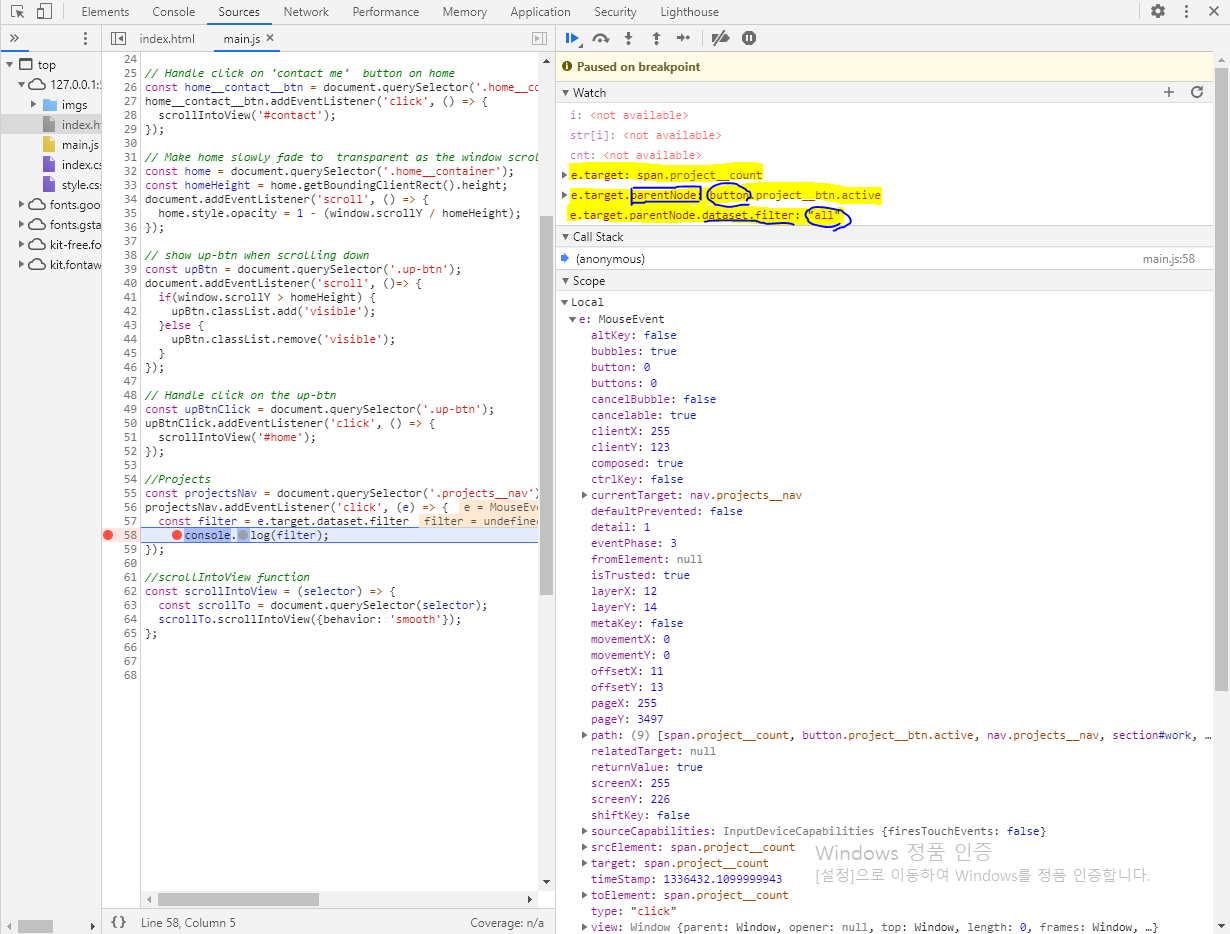 Elements Console Sources Network Performance Memory Application Security Lighthouse
index.html main.js
top
127.0.0.1:
imgs
index.h
main.js
index.cs
style.css
fonts.goo
fonts.gsta
kit-free.fo
kit.fontaw
24
25 // Handle click on 'contact me'  button on home
26 const home__contact__btn = document.querySelector('.home__co
27 home__contact__btn.addEventListener('click', () => {
28 scrollIntoView('#contact');
29 });
30
31 // Make home slowly fade to  transparent as the window scrol
32 const home = document.querySelector('.home__container');
33 const homeHeight = home.getBoundingClientRect().height;
34 document.addEventListener('scroll', () => {
35 home.style.opacity = 1 - (window.scrollY / homeHeight);
36 });
37
38 // show up-btn when scrolling down
39 const upBtn = document.querySelector('.up-btn');
40 document.addEventListener('scroll', ()=> {
41 if(window.scrollY > homeHeight) {
42 upBtn.classList.add('visible');
43 }else {
44 upBtn.classList.remove('visible');
45 }
46 });
47
48 // Handle click on the up-btn
49 const upBtnClick = document.querySelector('.up-btn');
50 upBtnClick.addEventListener('click', () => {
51 scrollIntoView('#home');
52 });
53
54 //Projects
55 const projectsNav = document.querySelector('.projects__nav')
56 projectsNav.addEventListener('click', (e) => { e = MouseEve
57 const filter = e.target.dataset.filter filter = undefined
58 console.log(filter);
59 });
60
61 //scrollIntoView function
62 const scrollIntoView = (selector) => {
63 const scrollTo = document.querySelector(selector);
64 scrollTo.scrollIntoView({behavior: 'smooth'});
65 };
66
67
68
{} Line 58, Column 5 Coverage: n/a
Paused on breakpoint
Watch
i: <not available>
str[i]: <not available>
cnt: <not available>
e.target: span.project__count
e.target.parentNode: button.project__btn.active
e.target.parentNode.dataset.filter: "all"
Call Stack
(anonymous) main.js:58
Scope
Local
e: MouseEvent
altKey: false
bubbles: true
button: 0
buttons: 0
cancelBubble: false
cancelable: true
clientX: 255
clientY: 123
composed: true
ctrlKey: false
currentTarget: nav.projects__nav
defaultPrevented: false
detail: 1
eventPhase: 3
fromElement: null
isTrusted: true
layerX: 12
layerY: 14
metaKey: false
movementX: 0
movementY: 0
offsetX: 11
offsetY: 13
pageX: 255
pageY: 3497
path: (9) [span.project__count, button.project__btn.active, nav.projects__nav, section#work, …
relatedTarget: null
returnValue: true
screenX: 255
screenY: 226
shiftKey: false
sourceCapabilities: InputDeviceCapabilities {firesTouchEvents: false}
srcElement: span.project__count
target: span.project__count
timeStamp: 1336432.1099999943
toElement: span.project__count
type: "click"
view: Window {parent: Window, opener: null, top: Window, length: 0, frames: Window, …}
Windows 정품 인증
[설정]으로 이동하여 Windows를 정품 인증합니다.